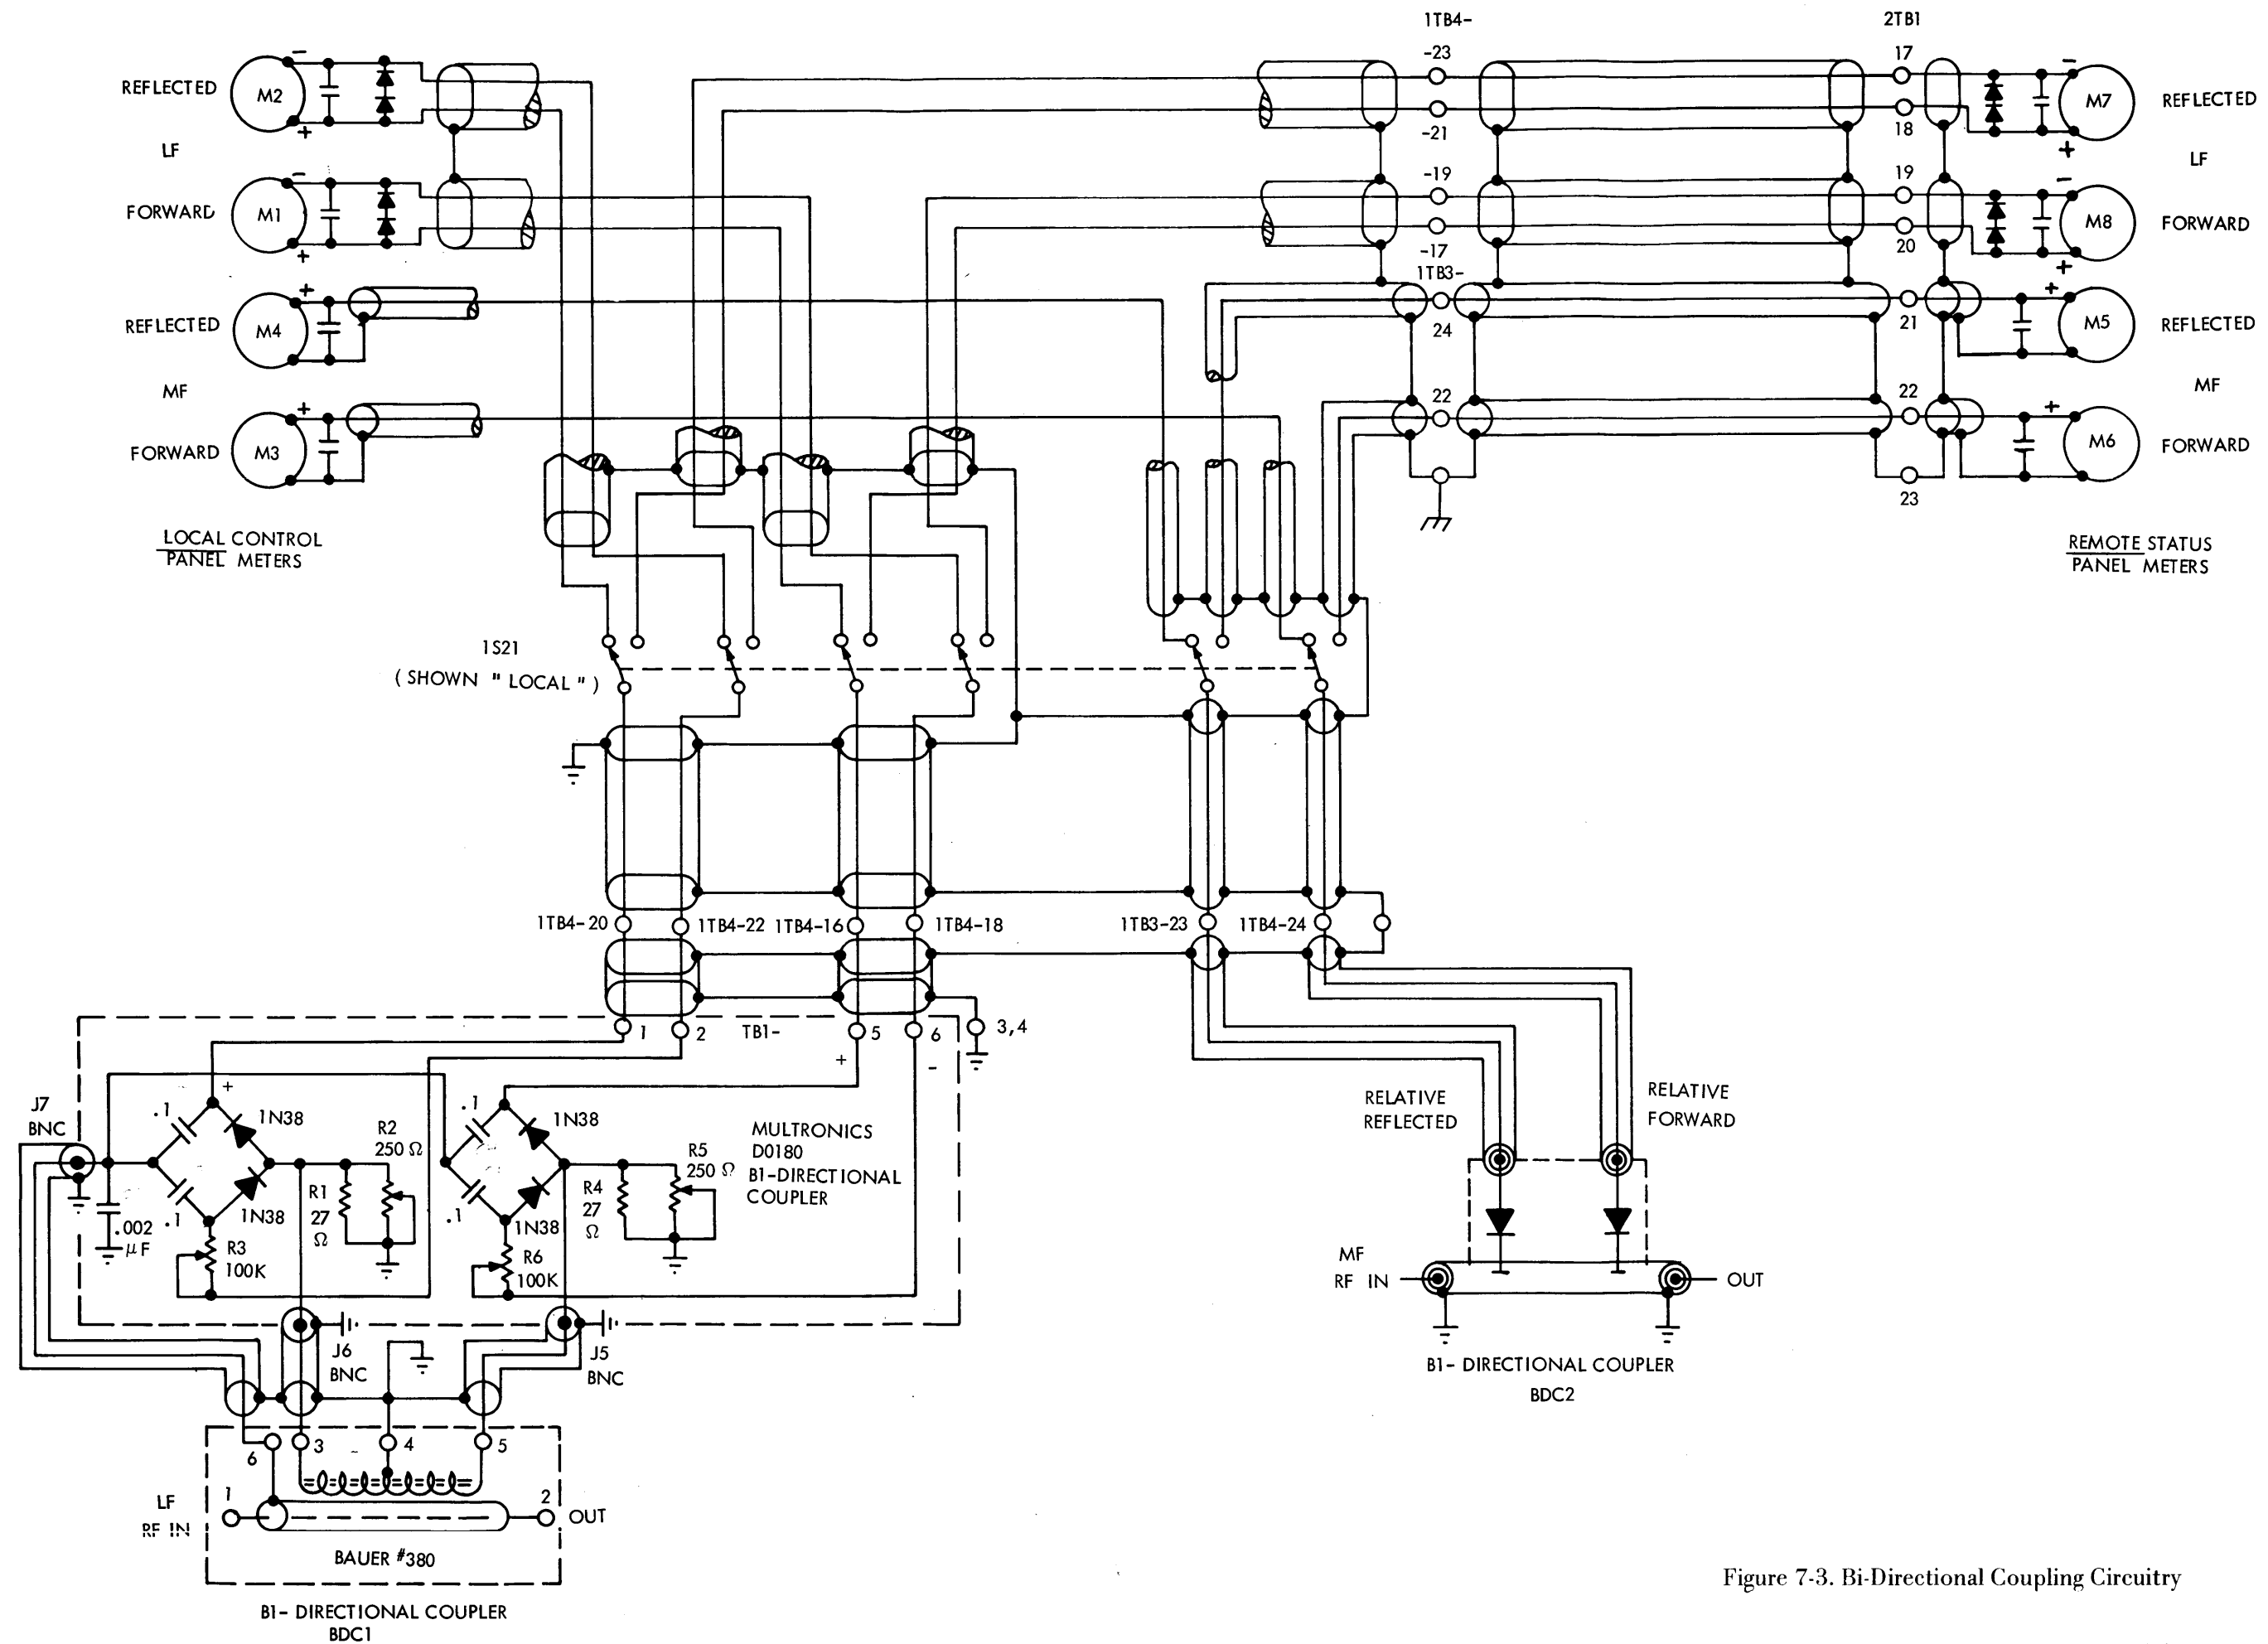 1TB4-
2TB1
-23
17
REFLECTED
M2
−
+
-21
18
−
M7
+
REFLECTED
LF
LF
-19
19
FORWARD
M1
−
+
-17
20
−
M8
+
FORWARD
1TB3-
REFLECTED
M4
+
24
21
+
M5
REFLECTED
MF
MF
22
22
FORWARD
M3
+
+
M6
FORWARD
23
LOCAL CONTROL
PANEL METERS
REMOTE STATUS
PANEL METERS
1S21
( SHOWN " LOCAL " )
1TB4-20
1TB4-22
1TB4-16
1TB4-18
1TB3-23
1TB4-24
1
2
TB1-
5
6
3,4
+
−
J7
BNC
.1
+
1N38
.1
1N38
R2
250 Ω
R1
27
Ω
.002
μF
.1
1N38
R3
100K
.1
1N38
R6
100K
R4
27
Ω
R5
250 Ω
MULTRONICS
D0180
B1-DIRECTIONAL
COUPLER
RELATIVE
REFLECTED
RELATIVE
FORWARD
MF
RF IN
OUT
B1- DIRECTIONAL COUPLER
BDC2
J6
BNC
J5
BNC
6
3
4
5
LF
RF IN
1
2
OUT
BAUER #380
B1- DIRECTIONAL COUPLER
BDC1
Figure 7-3. Bi-Directional Coupling Circuitry